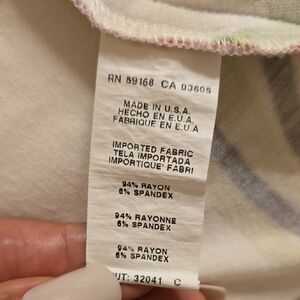 RN 59168 CA 03605
MADE IN U.S.A.
HECHO EN E.U.A.
FABRIQUE EN E.U.A
IMPORTED FABRIC
TELA IMPORTADA
IMPORTIQUE' FABRI
94% RAYON
6% SPANDEX
94% RAYONNE
6% SPANDEX
94% RAYON
6% SPANDEX
CUT: 32041 C